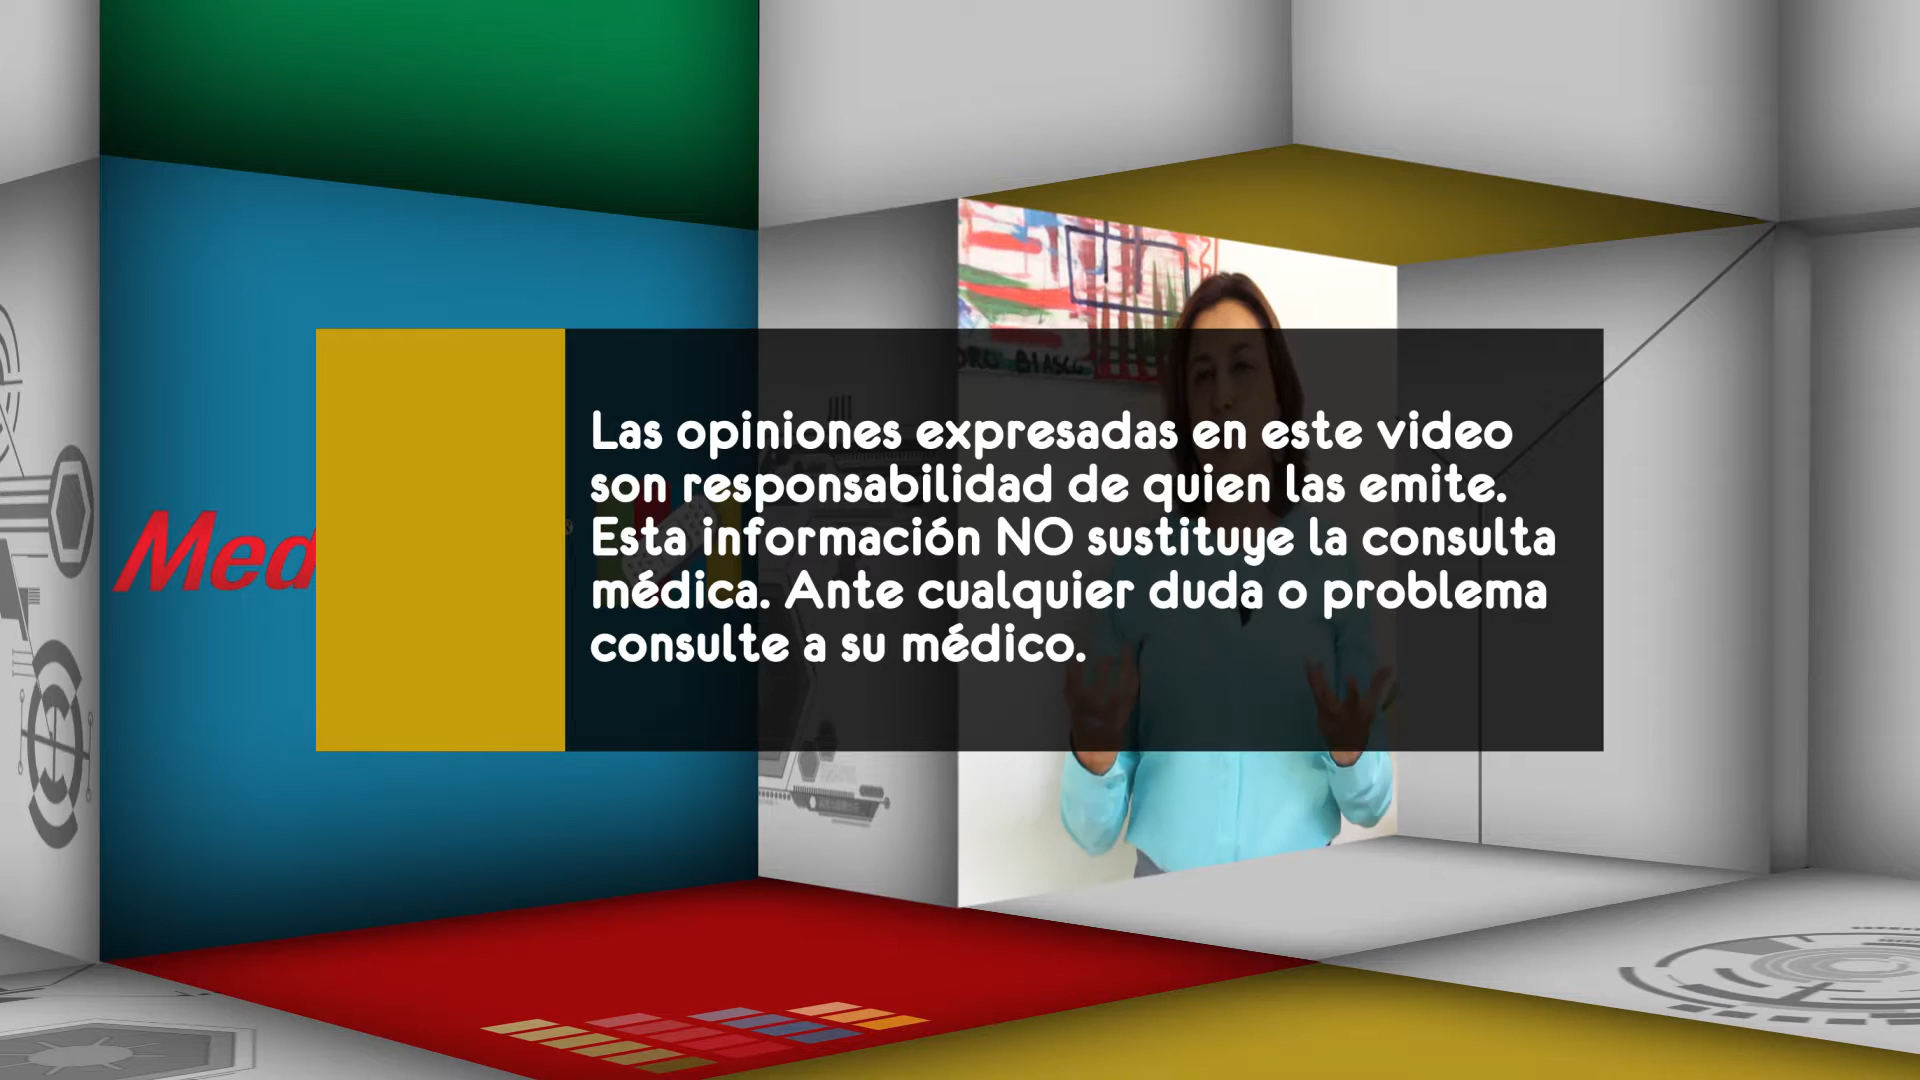 Las opiniones expresadas en este video
son responsabilidad de quien las emite.
Esta información NO sustituye la consulta
médica. Ante cualquier duda o problema
consulte a su médico.
Med
BIASCO